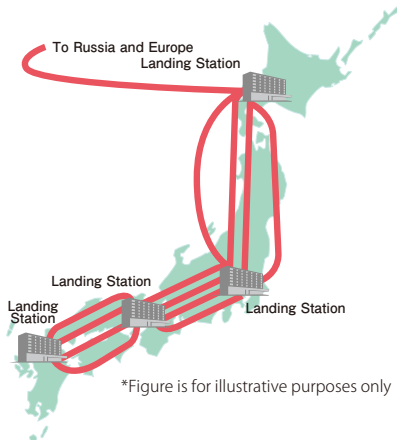 To Russia and Europe
Landing Station
Landing Station
Landing
Station
Landing Station
*Figure is for illustrative purposes only